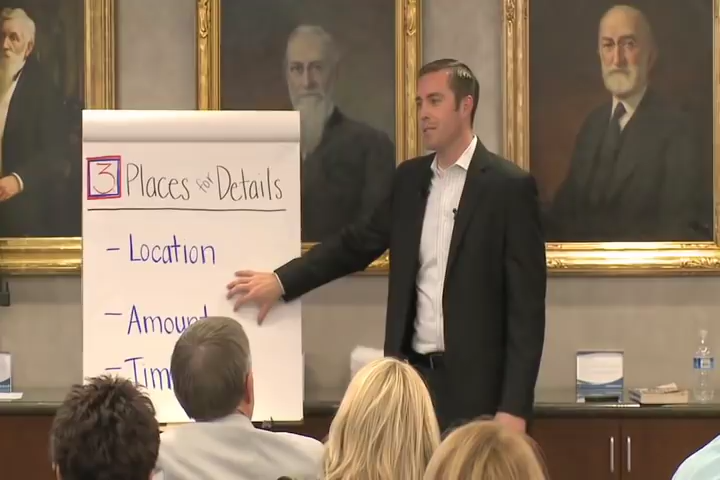 3 Places for Details
- Location
- Amount
- Tim